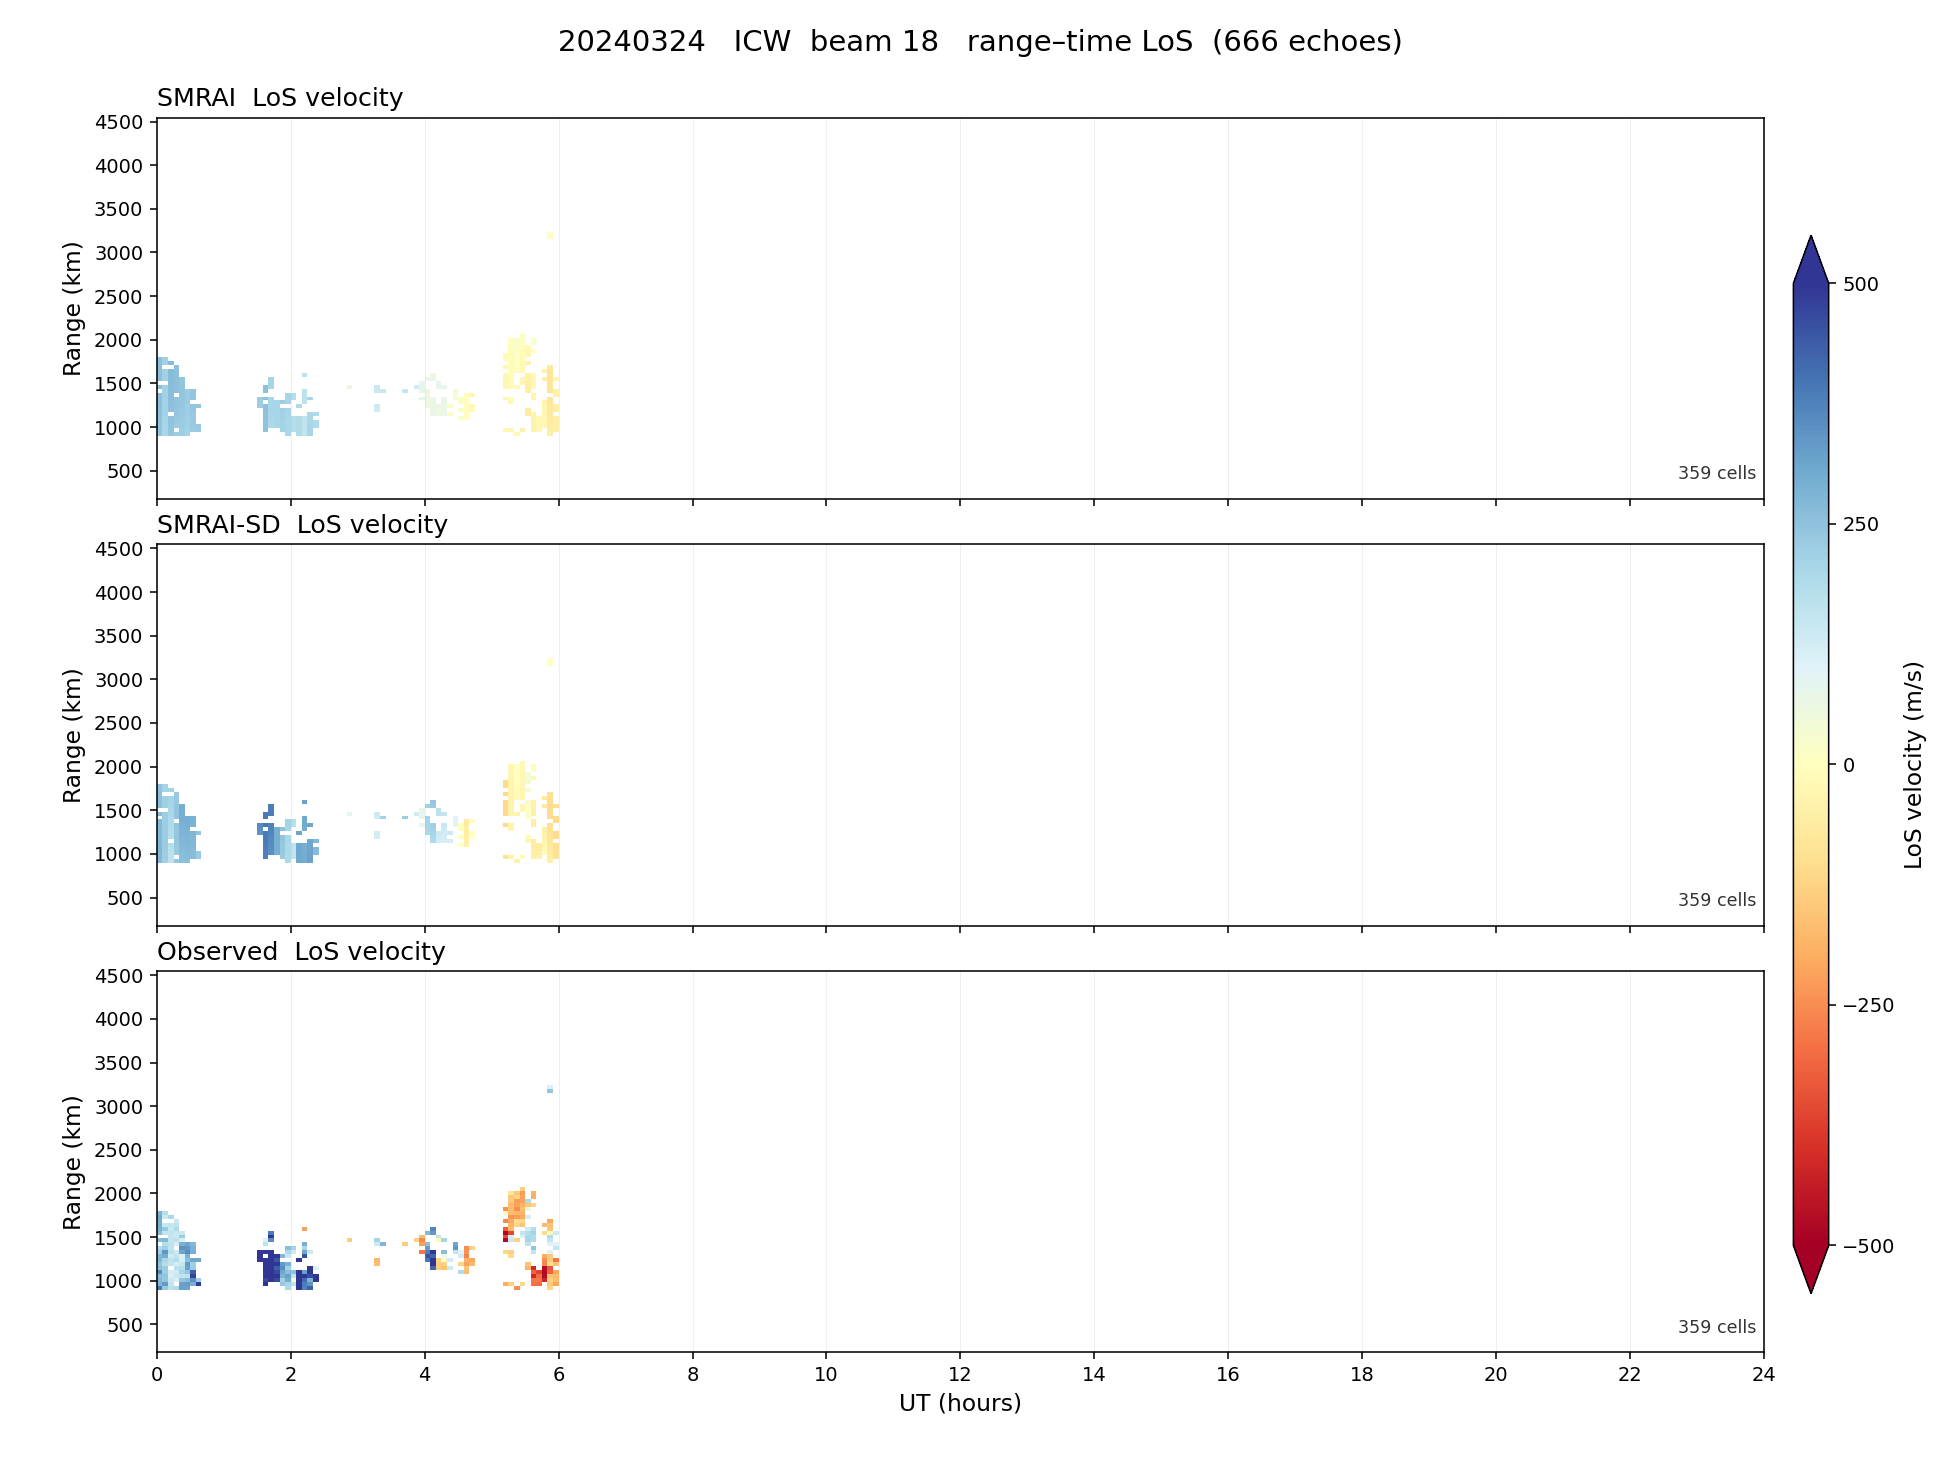 20240324   ICW  beam 18   range–time LoS  (666 echoes)
SMRAI  LoS velocity
4500
4000
3500
3000
2500
2000
1500
1000
500
Range (km)
359 cells
SMRAI-SD  LoS velocity
4500
4000
3500
3000
2500
2000
1500
1000
500
Range (km)
359 cells
Observed  LoS velocity
4500
4000
3500
3000
2500
2000
1500
1000
500
Range (km)
359 cells
0 2 4 6 8 10 12 14 16 18 20 22 24
UT (hours)
500
250
0
−250
−500
LoS velocity (m/s)